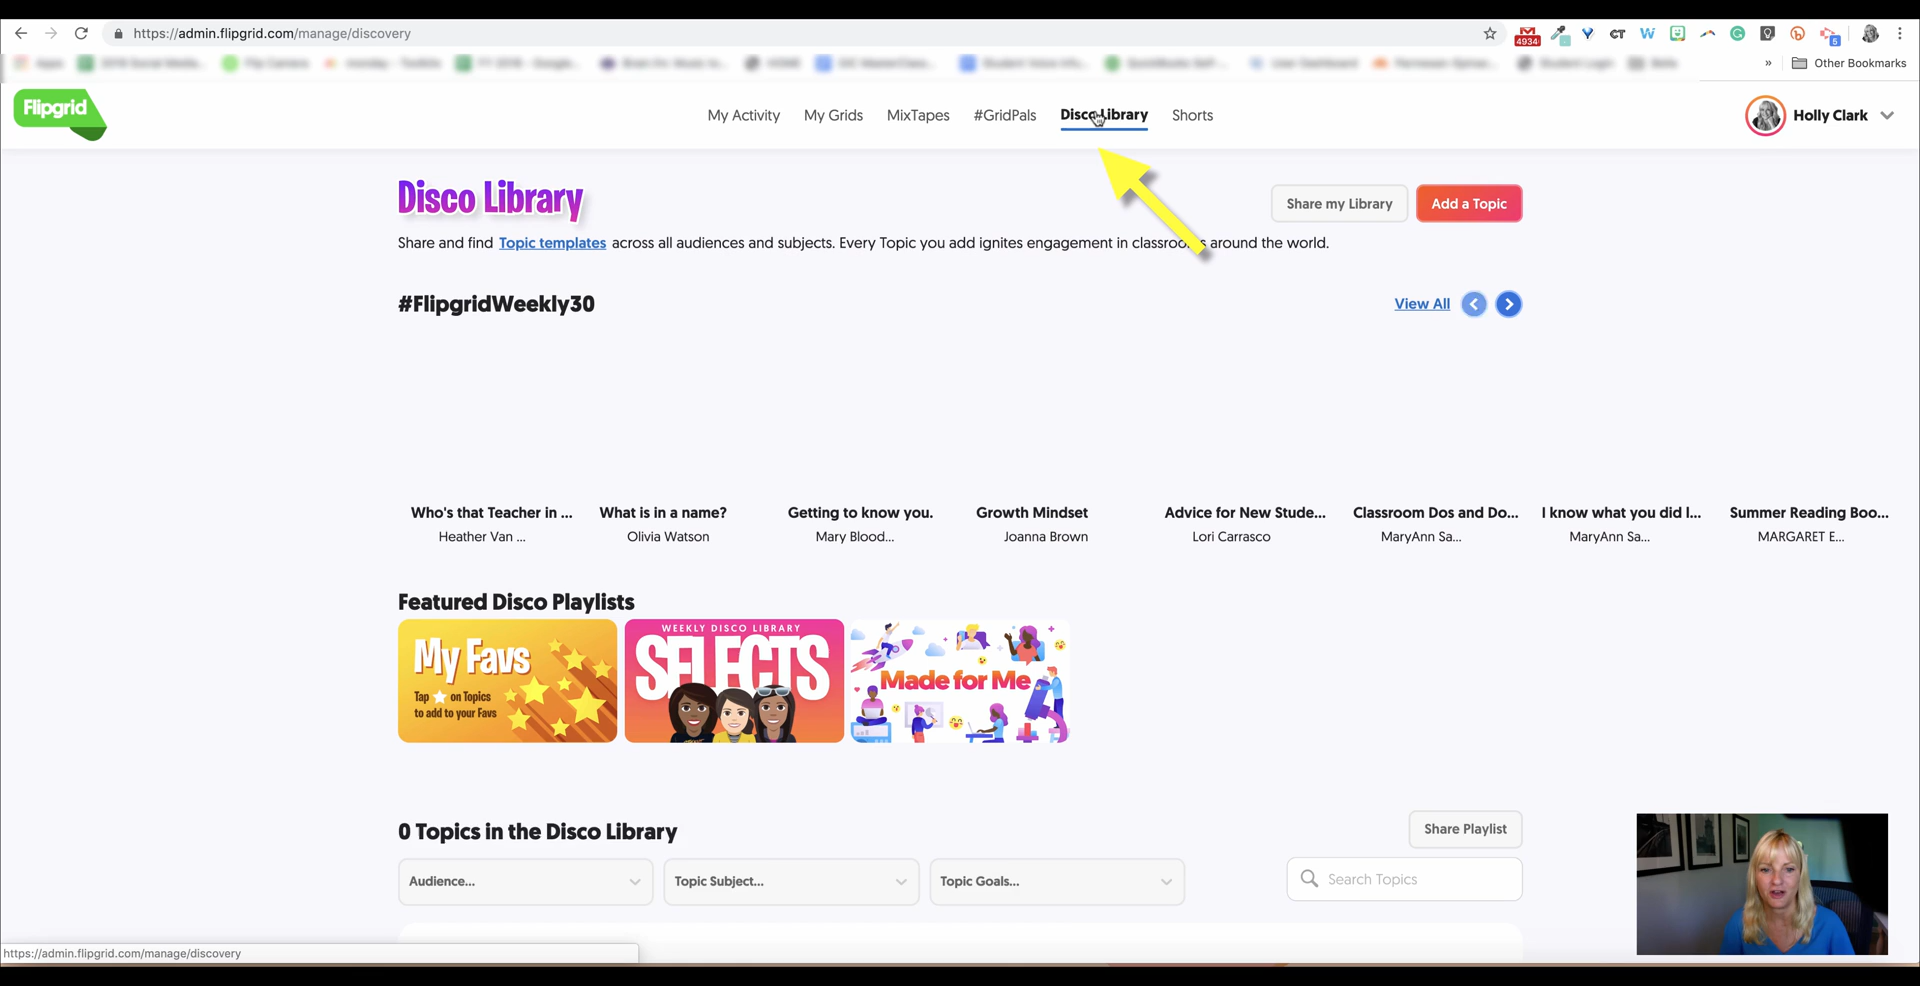 https://admin.flipgrid.com/manage/discovery
4934
5
Other Bookmarks
Flipgrid
My Activity
My Grids
MixTapes
#GridPals
Disco Library
Shorts
Holly Clark
Disco Library
Share my Library
Add a Topic
Share and find Topic templates across all audiences and subjects. Every Topic you add ignites engagement in classrooms around the world.
#FlipgridWeekly30
View All
Who's that Teacher in ...
What is in a name?
Getting to know you.
Growth Mindset
Advice for New Stude...
Classroom Dos and Do...
I know what you did l...
Summer Reading Boo...
Heather Van ...
Olivia Watson
Mary Blood...
Joanna Brown
Lori Carrasco
MaryAnn Sa...
MaryAnn Sa...
MARGARET E...
Featured Disco Playlists
My Favs
Tap on Topics
to add to your Favs
WEEKLY DISCO LIBRARY
SELECTS
Made for Me
0 Topics in the Disco Library
Share Playlist
Audience...
Topic Subject...
Topic Goals...
Search Topics
https://admin.flipgrid.com/manage/discovery